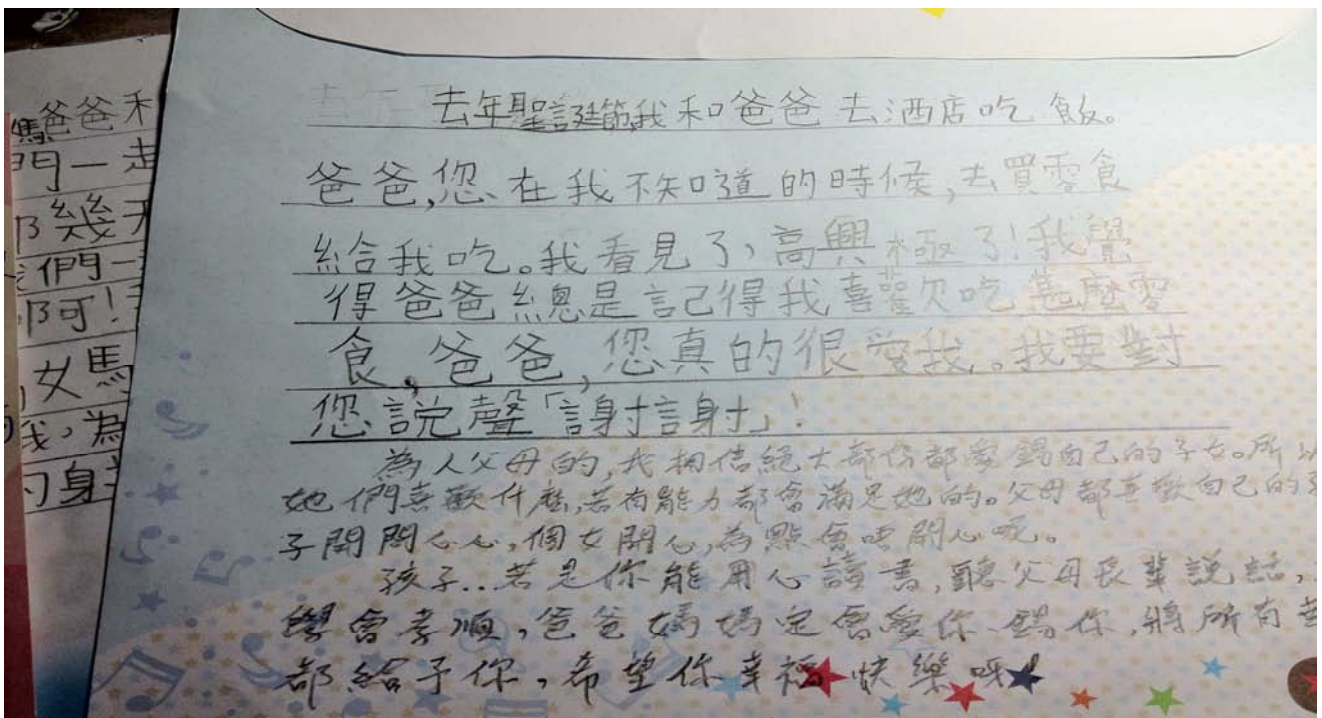 媽爸爸和
們一
幾天
們一
啊！
媽
我，為
身
去年聖誕節我和爸爸去酒店吃飯。
爸爸,您在我不知道的時候,去買零食
給我吃。我看見了,高興極了!我覺
得爸爸總是記得我喜歡吃甚麼零
食,爸爸,您真的很愛我。我要對
您說聲「謝謝」!
為人父母的,我相信絕大部份都愛錫自己的子女。所以
她們喜歡什麼,若有能力都會滿足她的。父母都喜歡自己的
子開開心心,個女開心,點會唔開心呢。
孩子..若是你能用心讀書,聽父母長輩説話,
學會孝順,爸爸媽媽定會愛你錫你,將所有
都給予你,希望你幸福快樂呀